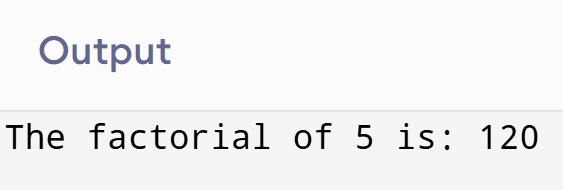 Output
The factorial of 5 is: 120